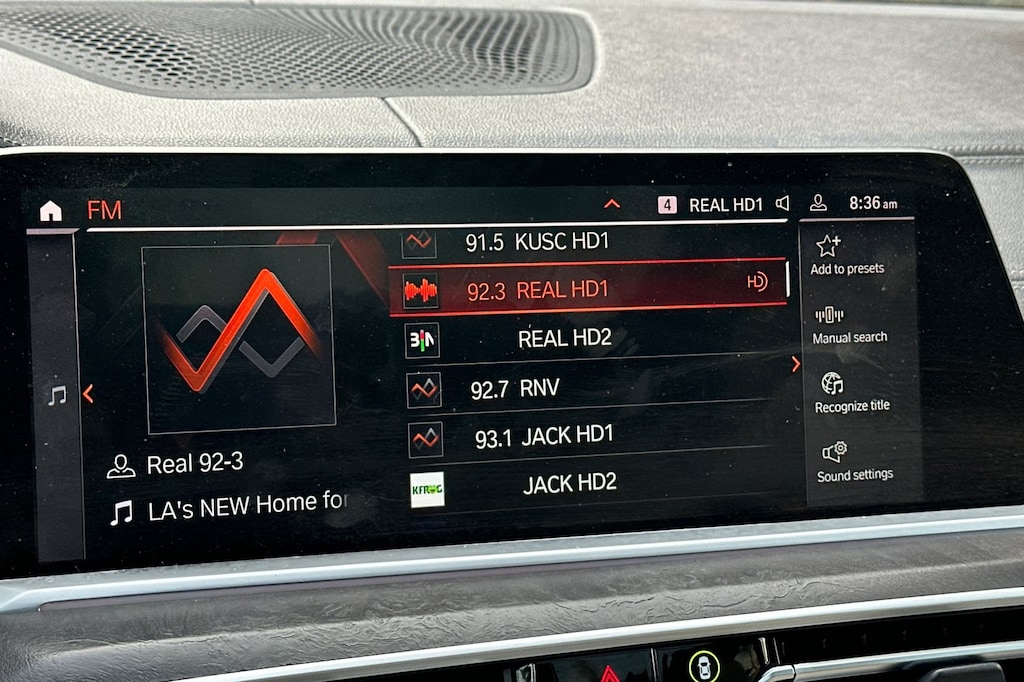 FM
4 REAL HD1 8:36 am
91.5 KUSC HD1
92.3 REAL HD1 HD
BIN REAL HD2
92.7 RNV
93.1 JACK HD1
KFROG JACK HD2
Real 92-3
LA's NEW Home for
Add to presets
Manual search
Recognize title
Sound settings